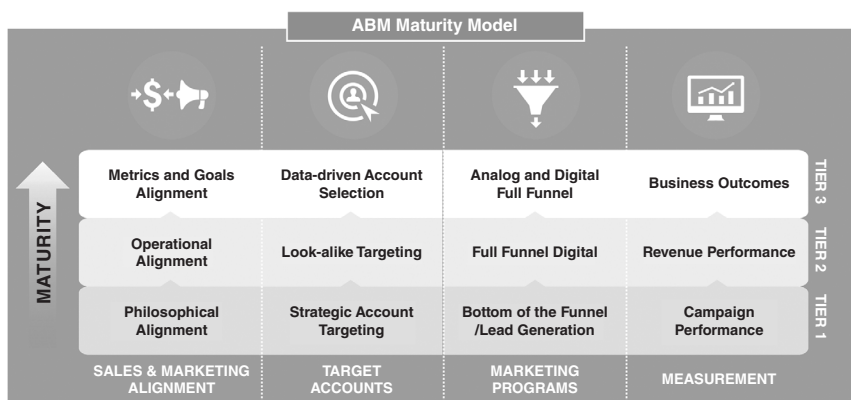 ABM Maturity Model
$
MATURITY
Metrics and Goals
Alignment
Data-driven Account
Selection
Analog and Digital
Full Funnel
Business Outcomes
TIER 3
Operational
Alignment
Look-alike Targeting
Full Funnel Digital
Revenue Performance
TIER 2
Philosophical
Alignment
Strategic Account
Targeting
Bottom of the Funnel
/Lead Generation
Campaign
Performance
TIER 1
SALES & MARKETING
ALIGNMENT
TARGET
ACCOUNTS
MARKETING
PROGRAMS
MEASUREMENT